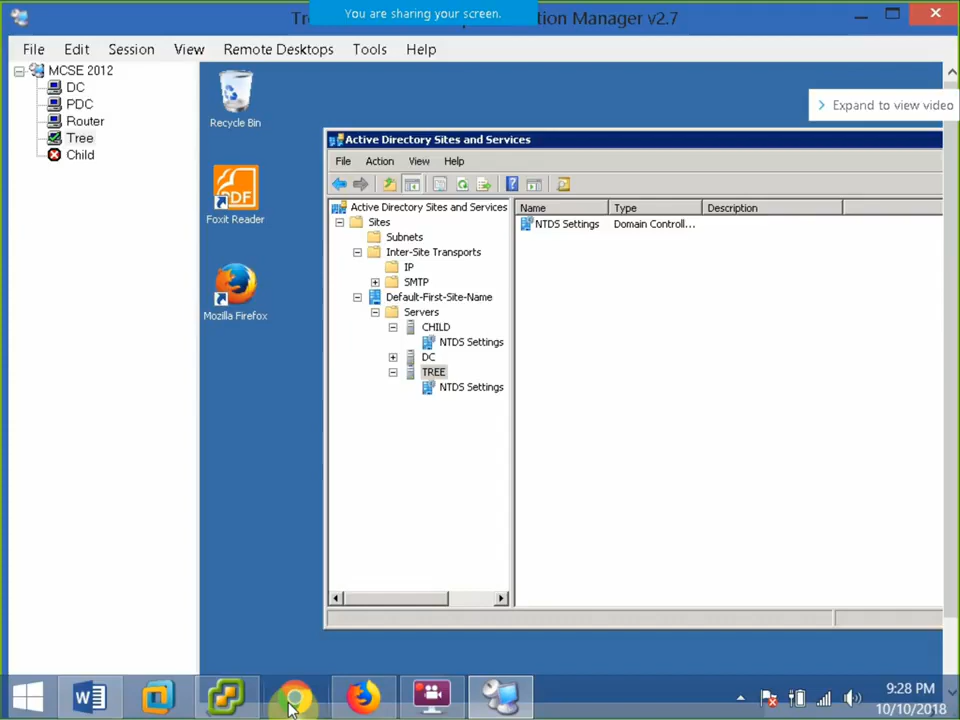 You are sharing your screen.
Manager v2.7
File Edit Session View Remote Desktops Tools Help
MCSE 2012
DC
PDC
Router
Tree
Child
Expand to view video
Recycle Bin
Foxit Reader
Mozilla Firefox
Active Directory Sites and Services
File Action View Help
Active Directory Sites and Services
Sites
Subnets
Inter-Site Transports
IP
SMTP
Default-First-Site-Name
Servers
CHILD
NTDS Settings
DC
TREE
NTDS Settings
Name Type Description
NTDS Settings Domain Controll...
9:28 PM
10/10/2018